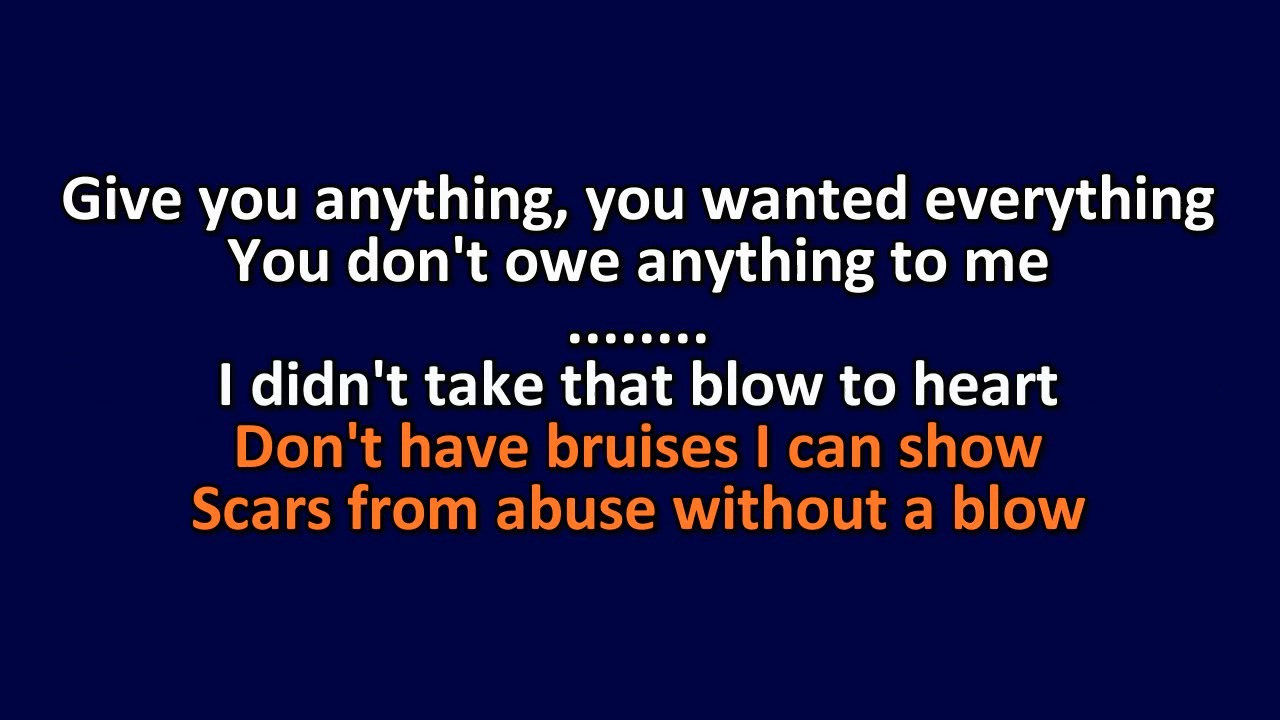 Give you anything, you wanted everything
You don't owe anything to me
........
I didn't take that blow to heart
Don't have bruises I can show
Scars from abuse without a blow